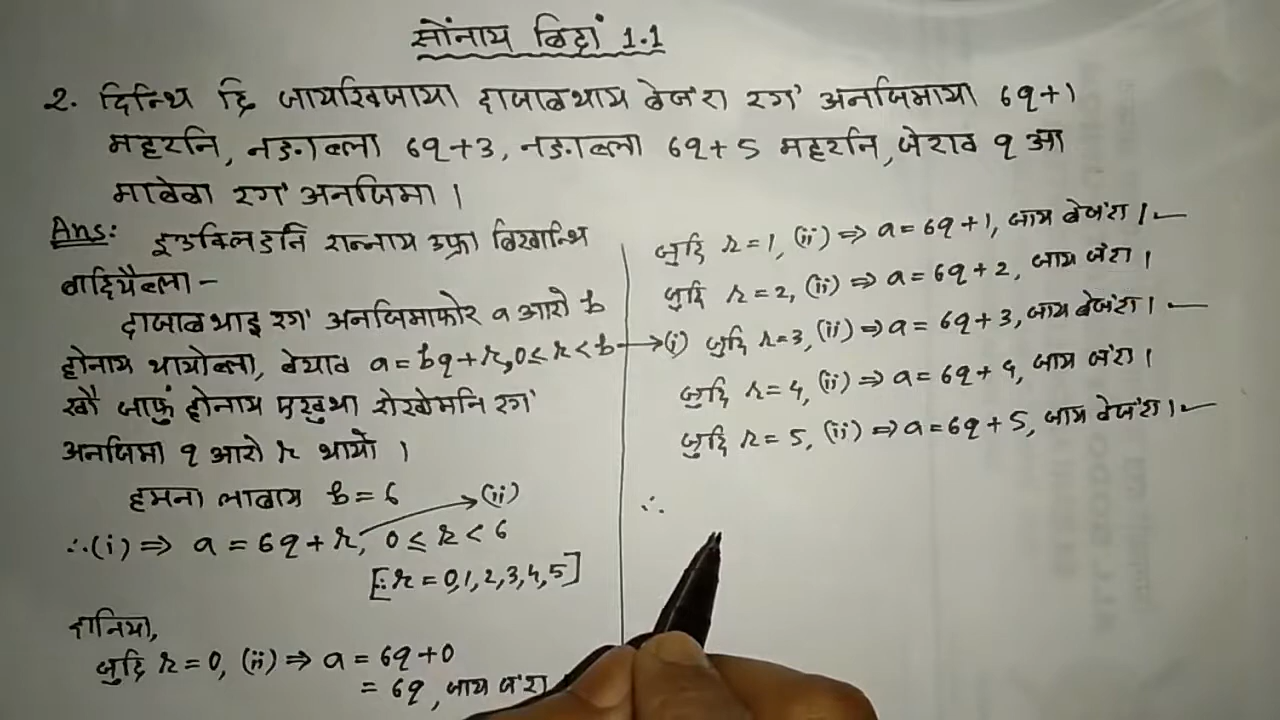 सोंनाय बिदां 1.1
2. दिन्थि दि जायखिजाया दाजाबथाय बेजं'रा रग' अनजिमाया 6q+1
महरनि, नङाब्ला 6q+3, नङाब्ला 6q+5 महरनि, जेराव q आ
माबेबा रग' अनजिमा ।
Ans: इउक्लिडनि रान्नाय उफ्रा बिखान्थि
बादियैब्ला –
दाजाबथाइ रग' अनजिमाफोर a आरो b
होनाय थायोब्ला, बेयाव a = bq + r, 0 ≤ r < b → (i)
खौ जाफुं होनाय मुखुथा रोखोमनि रग'
अनजिमा q आरो r थायो ।
हमना लाबाय b = 6
∴ (i) ⇒ a = 6q + r, 0 ≤ r < 6 → (ii)
[∴ r = 0,1,2,3,4,5]
दानिया,
जुदि r = 0, (ii) ⇒ a = 6q+0
= 6q, जाय जं'रा
जुदि r = 1, (ii) ⇒ a = 6q+1, जाय बेजं'रा ।
जुदि r = 2, (ii) ⇒ a = 6q+2, जाय जं'रा ।
जुदि r = 3, (ii) ⇒ a = 6q+3, जाय बेजं'रा ।
जुदि r = 4, (ii) ⇒ a = 6q+4, जाय जं'रा ।
जुदि r = 5, (ii) ⇒ a = 6q+5, जाय बेजं'रा ।
∴